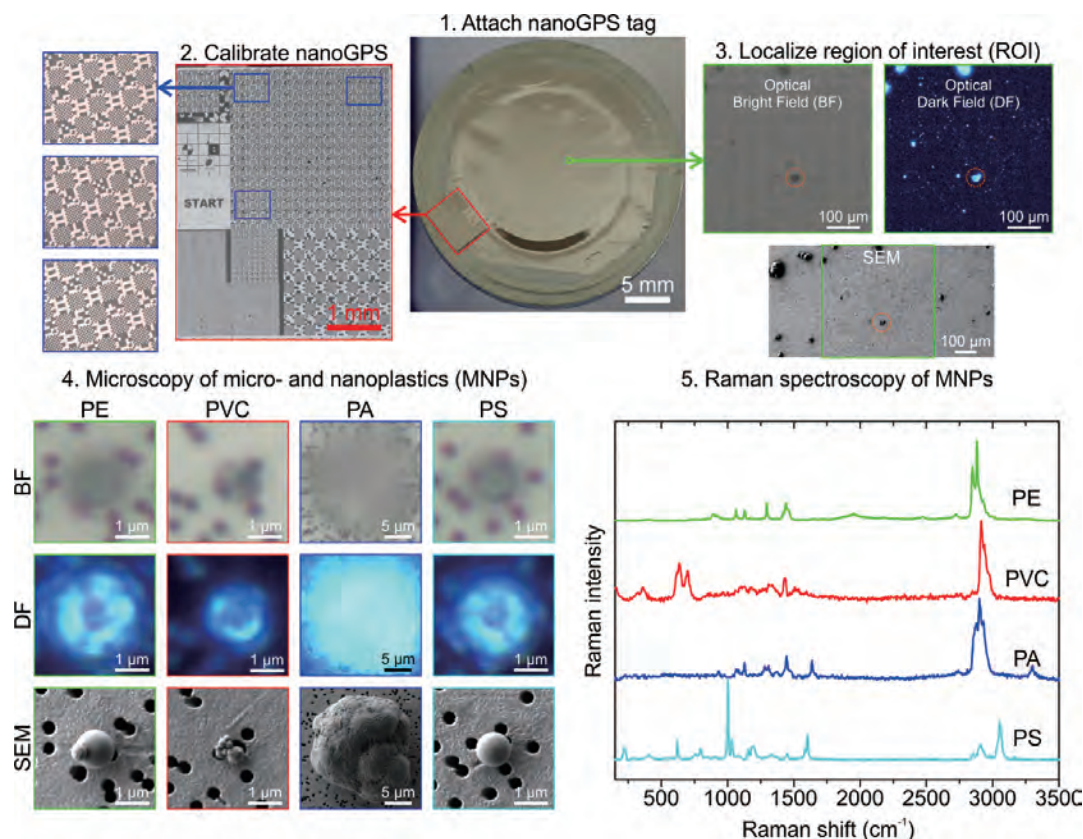 1. Attach nanoGPS tag
2. Calibrate nanoGPS
3. Localize region of interest (ROI)
START
1 mm
5 mm
Optical
Bright Field (BF)
100 µm
Optical
Dark Field (DF)
100 µm
SEM
100 µm
4. Microscopy of micro- and nanoplastics (MNPs)
PE PVC PA PS
BF
1 µm 1 µm 5 µm 1 µm
DF
1 µm 1 µm 5 µm 1 µm
SEM
1 µm 1 µm 5 µm 1 µm
5. Raman spectroscopy of MNPs
Raman intensity
PE
PVC
PA
PS
500 1000 1500 2000 2500 3000 3500
Raman shift (cm⁻¹)